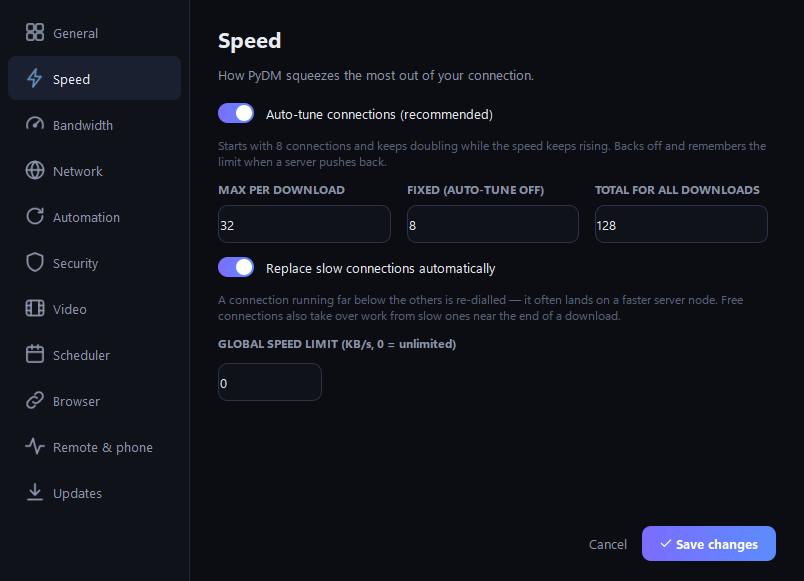 General
Speed
Bandwidth
Network
Automation
Security
Video
Scheduler
Browser
Remote & phone
Updates
Speed
How PyDM squeezes the most out of your connection.
Auto-tune connections (recommended)
Starts with 8 connections and keeps doubling while the speed keeps rising. Backs off and remembers the
limit when a server pushes back.
MAX PER DOWNLOAD
32
FIXED (AUTO-TUNE OFF)
8
TOTAL FOR ALL DOWNLOADS
128
Replace slow connections automatically
A connection running far below the others is re-dialled — it often lands on a faster server node. Free
connections also take over work from slow ones near the end of a download.
GLOBAL SPEED LIMIT (KB/s, 0 = unlimited)
0
Cancel
Save changes